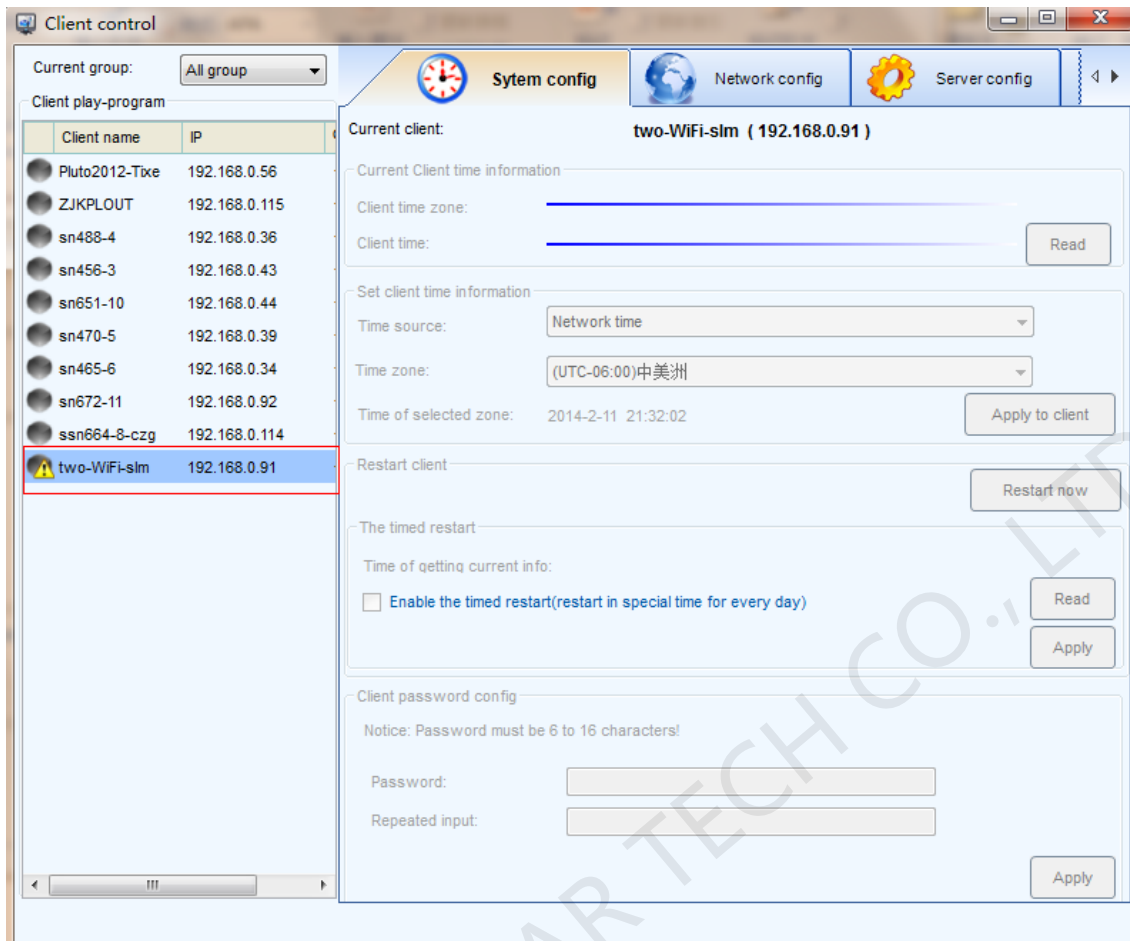 Client control
Current group: All group
Client play-program
Client name IP
Pluto2012-Tixe 192.168.0.56
ZJKPLOUT 192.168.0.115
sn488-4 192.168.0.36
sn456-3 192.168.0.43
sn651-10 192.168.0.44
sn470-5 192.168.0.39
sn465-6 192.168.0.34
sn672-11 192.168.0.92
ssn664-8-czg 192.168.0.114
two-WiFi-slm 192.168.0.91
Sytem config Network config Server config
Current client: two-WiFi-slm ( 192.168.0.91 )
Current Client time information
Client time zone:
Client time: Read
Set client time information
Time source: Network time
Time zone: (UTC-06:00)中美洲
Time of selected zone: 2014-2-11 21:32:02 Apply to client
Restart client
Restart now
The timed restart
Time of getting current info:
Enable the timed restart(restart in special time for every day) Read
Apply
Client password config
Notice: Password must be 6 to 16 characters!
Password:
Repeated input:
Apply
AR TECH CO., LTD